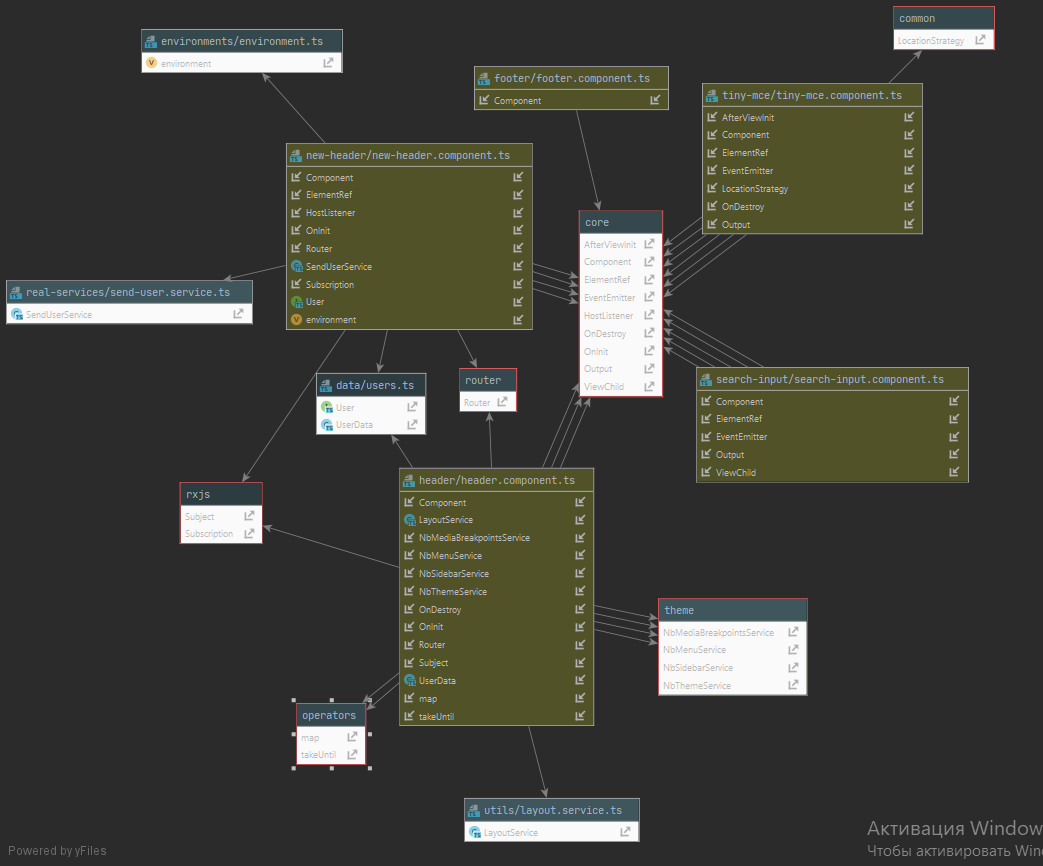 common
LocationStrategy
environments/environment.ts
environment
footer/footer.component.ts
Component
tiny-mce/tiny-mce.component.ts
AfterViewInit
Component
ElementRef
EventEmitter
LocationStrategy
OnDestroy
Output
new-header/new-header.component.ts
Component
ElementRef
HostListener
OnInit
Router
SendUserService
Subscription
User
environment
core
AfterViewInit
Component
ElementRef
EventEmitter
HostListener
OnDestroy
OnInit
Output
ViewChild
real-services/send-user.service.ts
SendUserService
data/users.ts
User
UserData
router
Router
search-input/search-input.component.ts
Component
ElementRef
EventEmitter
Output
ViewChild
rxjs
Subject
Subscription
header/header.component.ts
Component
LayoutService
NbMediaBreakpointsService
NbMenuService
NbSidebarService
NbThemeService
OnDestroy
OnInit
Router
Subject
UserData
map
takeUntil
theme
NbMediaBreakpointsService
NbMenuService
NbSidebarService
NbThemeService
operators
map
takeUntil
utils/layout.service.ts
LayoutService
Активация Window
Чтобы активировать Win
Powered by yFiles